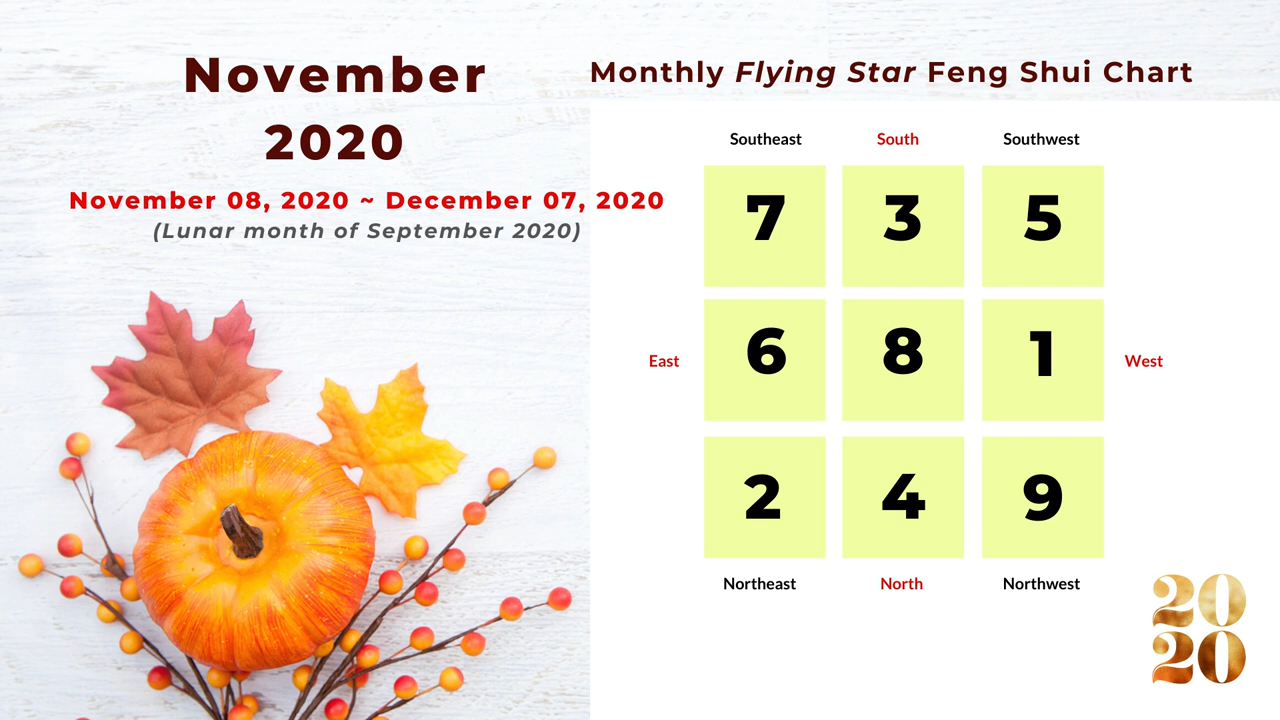 November
2020
November 08, 2020 ~ December 07, 2020
(Lunar month of September 2020)
Monthly Flying Star Feng Shui Chart
Southeast South Southwest
7 3 5
East 6 8 1 West
2 4 9
Northeast North Northwest
20
20